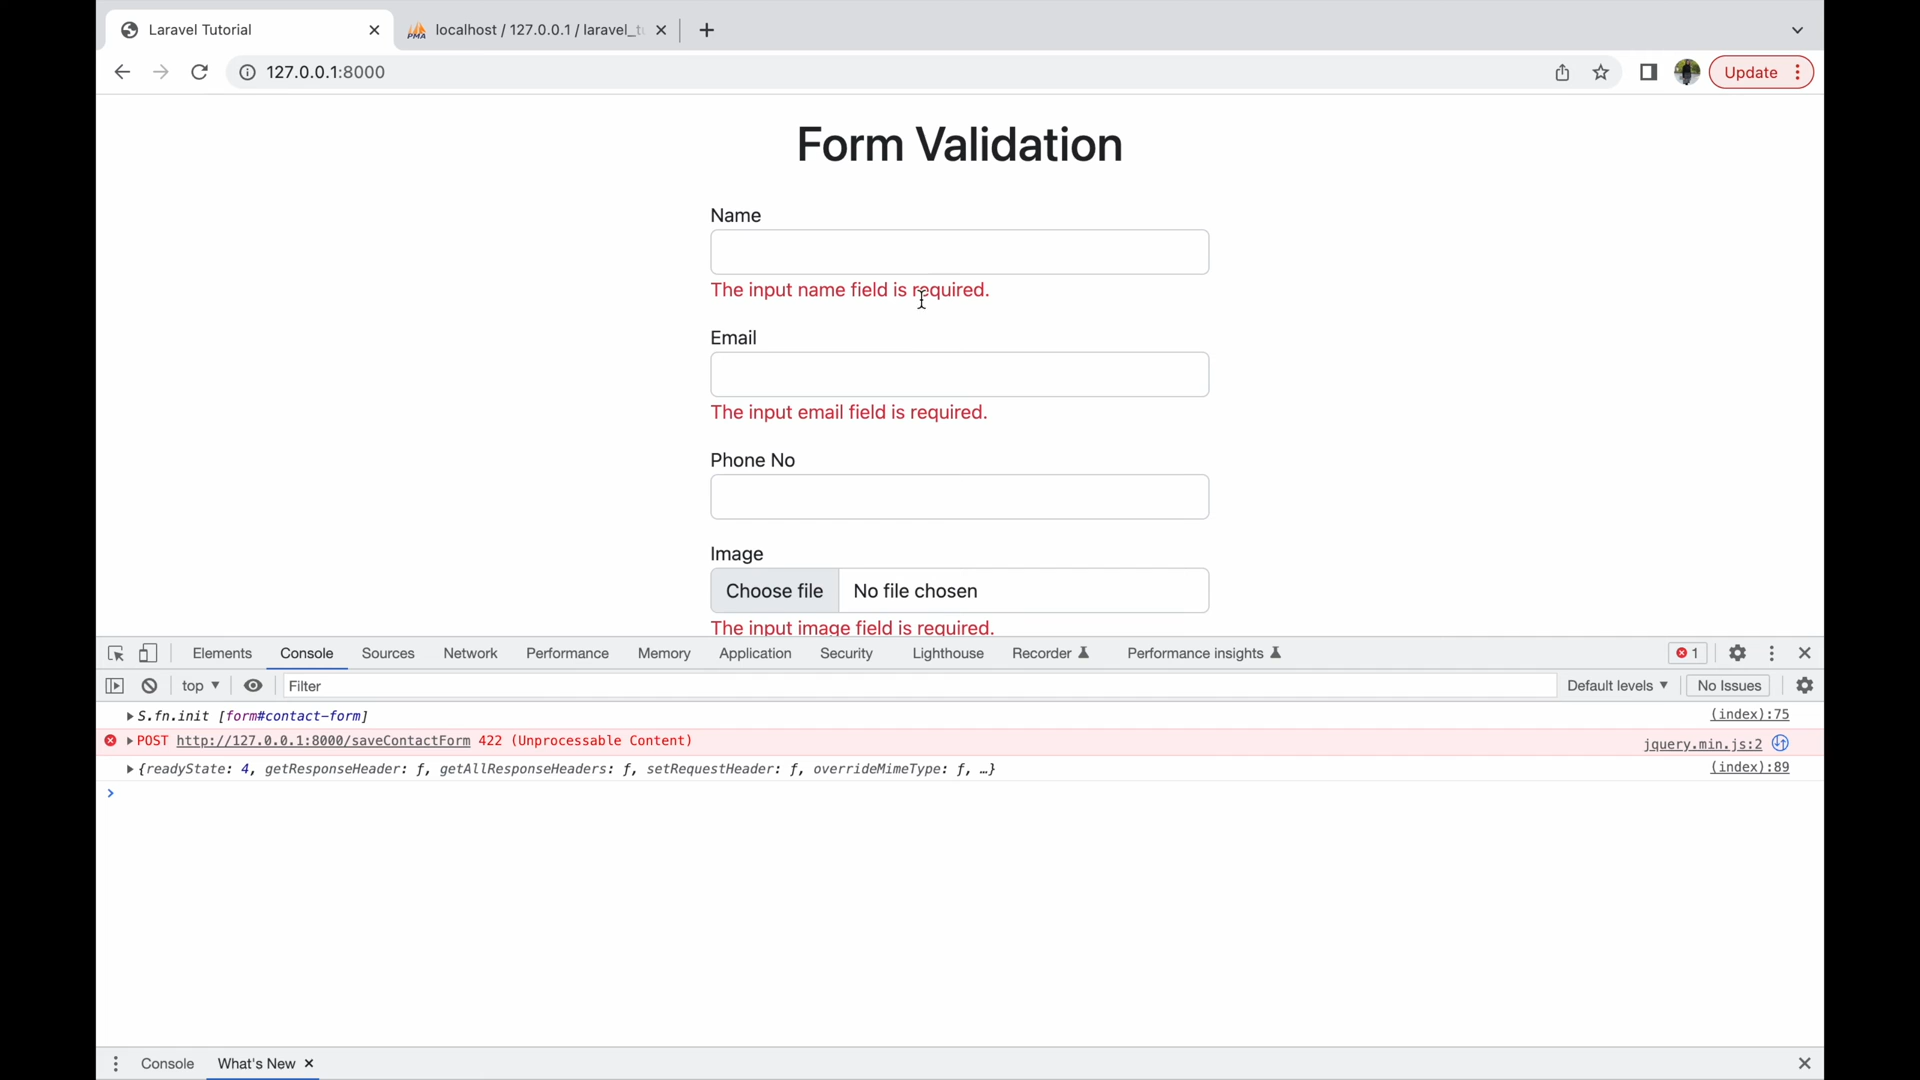 Laravel Tutorial
localhost / 127.0.0.1 / laravel_t
127.0.0.1:8000
Update
Form Validation
Name
The input name field is required.
Email
The input email field is required.
Phone No
Image
Choose file No file chosen
The input image field is required.
Elements Console Sources Network Performance Memory Application Security Lighthouse Recorder Performance insights 1
top Filter Default levels No Issues
S.fn.init [form#contact-form] (index):75
POST http://127.0.0.1:8000/saveContactForm 422 (Unprocessable Content) jquery.min.js:2
{readyState: 4, getResponseHeader: ƒ, getAllResponseHeaders: ƒ, setRequestHeader: ƒ, overrideMimeType: ƒ, …} (index):89
Console What's New